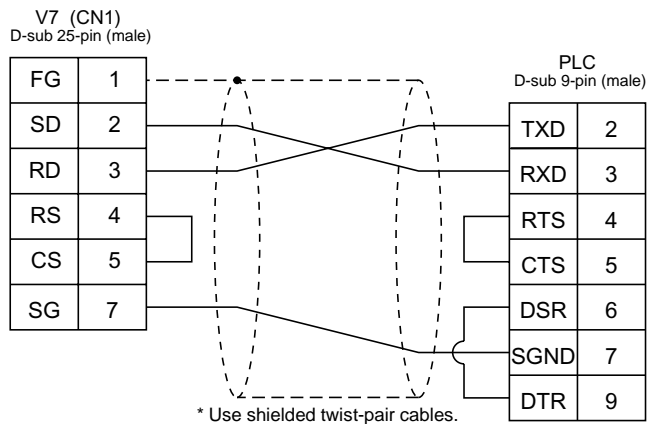 V7 (CN1)
D-sub 25-pin (male)
FG 1
SD 2
RD 3
RS 4
CS 5
SG 7
PLC
D-sub 9-pin (male)
TXD 2
RXD 3
RTS 4
CTS 5
DSR 6
SGND 7
DTR 9
* Use shielded twist-pair cables.